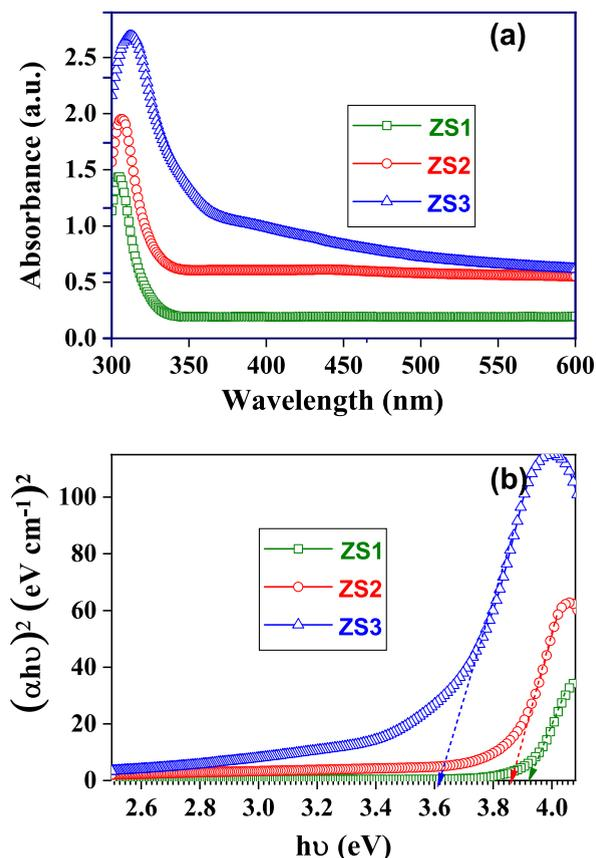 (a)
2.5
2.0
1.5
1.0
0.5
0.0
Absorbance (a.u.)
ZS1
ZS2
ZS3
300 350 400 450 500 550 600
Wavelength (nm)
(b)
100
80
60
40
20
0
(αhυ)² (eV cm⁻¹)²
ZS1
ZS2
ZS3
2.6 2.8 3.0 3.2 3.4 3.6 3.8 4.0
hυ (eV)